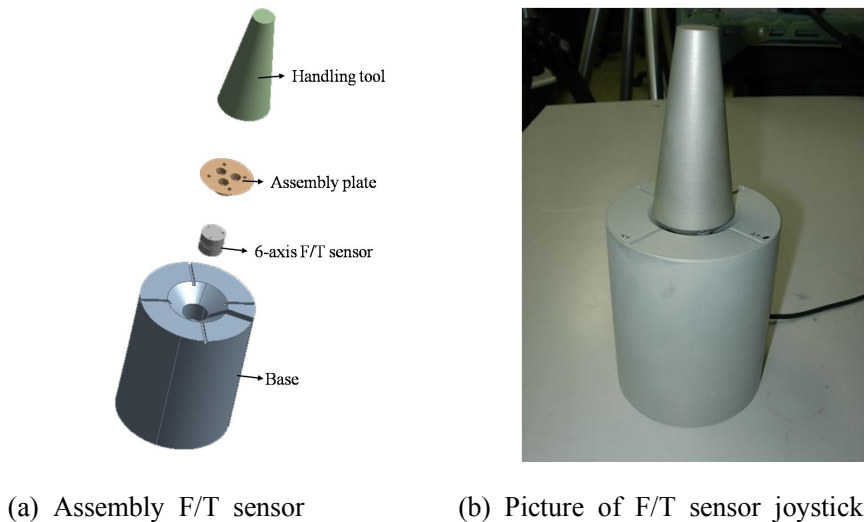 Handling tool
Assembly plate
6-axis F/T sensor
Base
(a) Assembly F/T sensor
(b) Picture of F/T sensor joystick